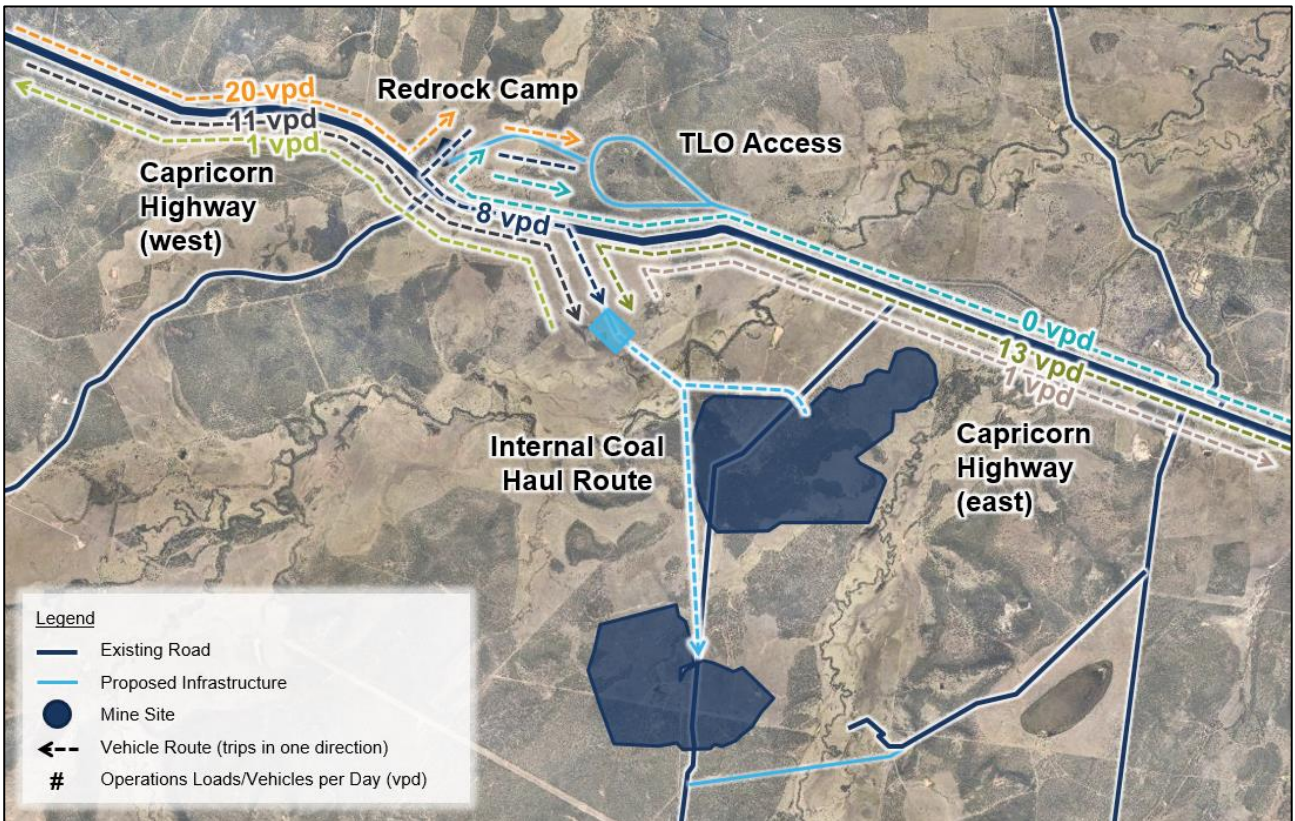 20 vpd
11 vpd
1 vpd
Redrock Camp
TLO Access
Capricorn
Highway
(west)
8 vpd
0 vpd
13 vpd
1 vpd
Internal Coal
Haul Route
Capricorn
Highway
(east)
Legend
Existing Road
Proposed Infrastructure
Mine Site
Vehicle Route (trips in one direction)
# Operations Loads/Vehicles per Day (vpd)